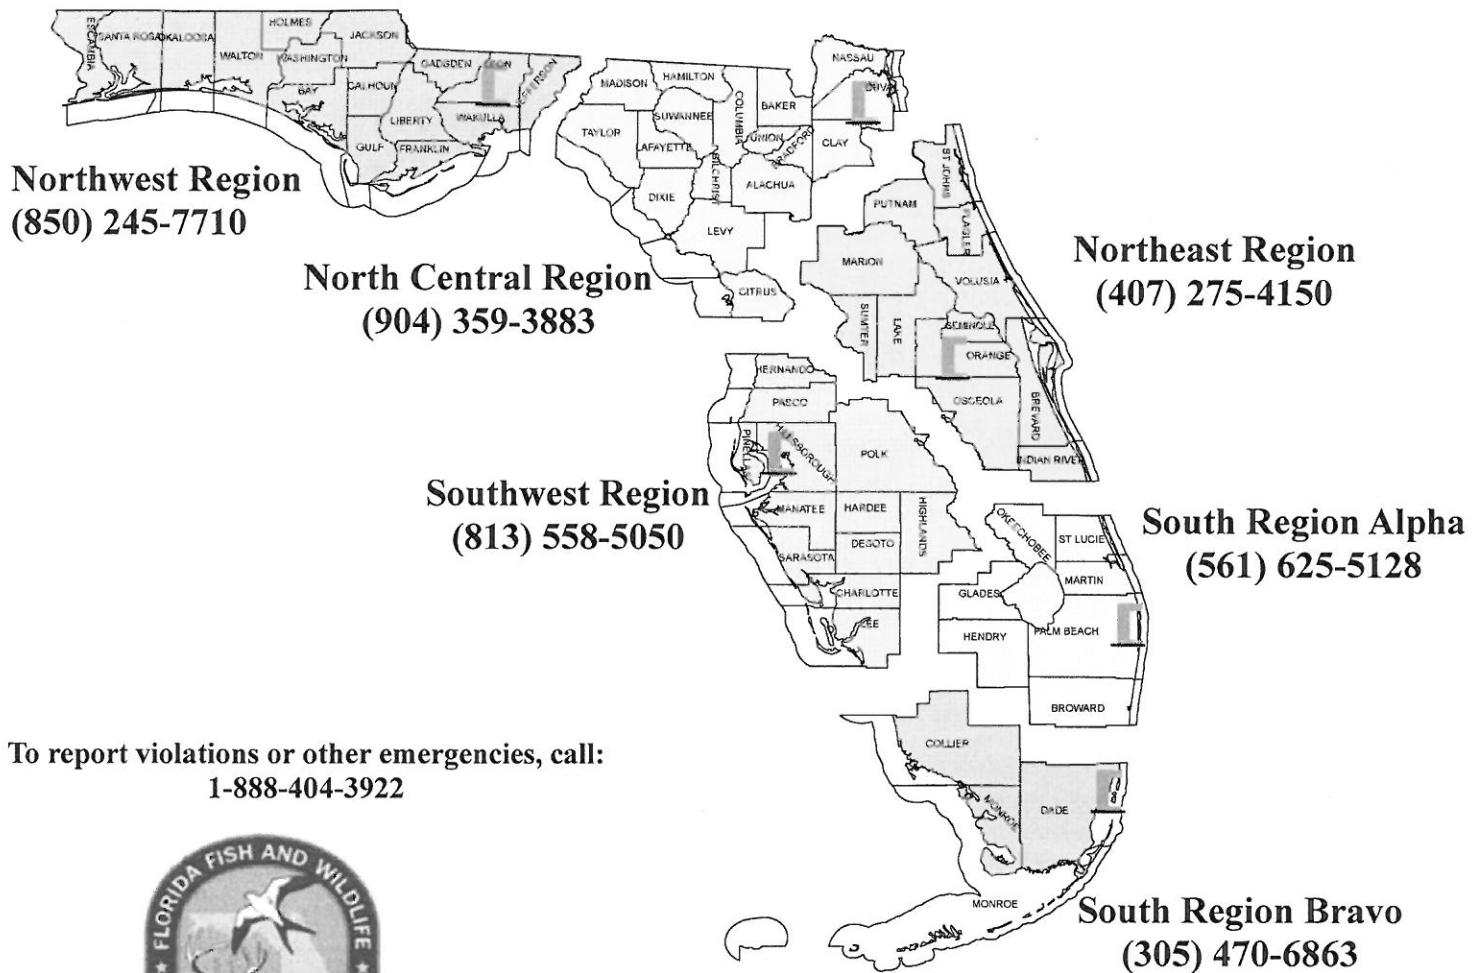 ESCAMBIA
SANTA ROSA
OKALOOSA
WALTON
HOLMES
WASHINGTON
JACKSON
BAY
CALHOUN
GULF
GADSDEN
LIBERTY
FRANKLIN
LEON
WAKULLA
JEFFERSON
Northwest Region
(850) 245-7710
MADISON
HAMILTON
TAYLOR
SUWANNEE
LAFAYETTE
COLUMBIA
BAKER
NASSAU
DUVAL
UNION
BRADFORD
CLAY
DIXIE
GILCHRIST
ALACHUA
LEVY
CITRUS
North Central Region
(904) 359-3883
ST JOHNS
PUTNAM
FLAGLER
MARION
VOLUSIA
SUMTER
LAKE
SEMINOLE
ORANGE
OSCEOLA
BREVARD
INDIAN RIVER
Northeast Region
(407) 275-4150
HERNANDO
PASCO
PINELLAS
HILLSBOROUGH
POLK
MANATEE
HARDEE
HIGHLANDS
SARASOTA
DESOTO
CHARLOTTE
LEE
Southwest Region
(813) 558-5050
OKEECHOBEE
ST LUCIE
MARTIN
GLADES
HENDRY
PALM BEACH
BROWARD
South Region Alpha
(561) 625-5128
COLLIER
MONROE
DADE
MONROE
South Region Bravo
(305) 470-6863
To report violations or other emergencies, call:
1-888-404-3922
FLORIDA FISH AND WILDLIFE